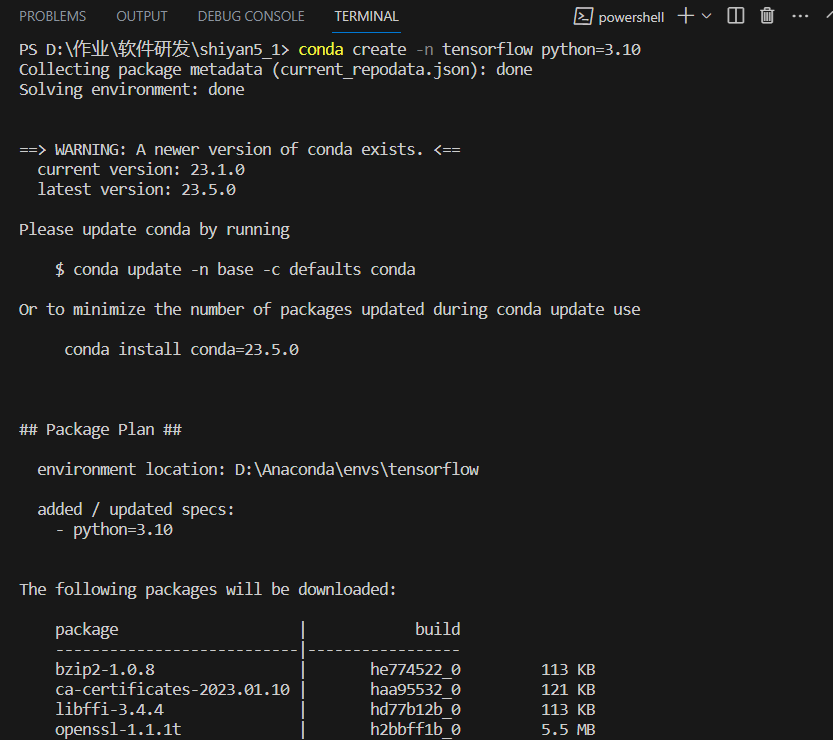 PROBLEMS OUTPUT DEBUG CONSOLE TERMINAL powershell
PS D:\作业\软件研发\shiyan5_1> conda create -n tensorflow python=3.10
Collecting package metadata (current_repodata.json): done
Solving environment: done
==> WARNING: A newer version of conda exists. <==
current version: 23.1.0
latest version: 23.5.0
Please update conda by running
$ conda update -n base -c defaults conda
Or to minimize the number of packages updated during conda update use
conda install conda=23.5.0
## Package Plan ##
environment location: D:\Anaconda\envs\tensorflow
added / updated specs:
- python=3.10
The following packages will be downloaded:
package | build
---------------------------|-----------------
bzip2-1.0.8 | he774522_0 113 KB
ca-certificates-2023.01.10 | haa95532_0 121 KB
libffi-3.4.4 | hd77b12b_0 113 KB
openssl-1.1.1t | h2bbff1b_0 5.5 MB